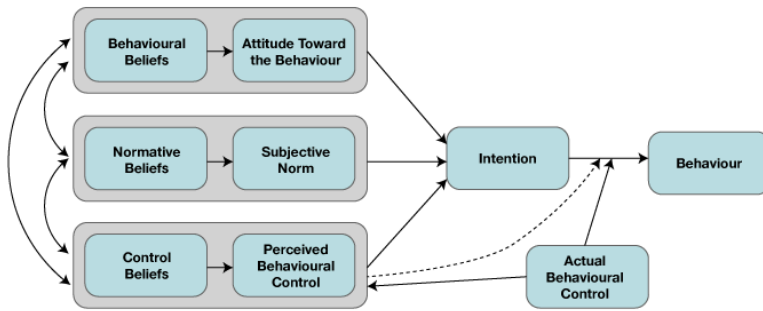 Behavioural
Beliefs
Attitude Toward
the Behaviour
Normative
Beliefs
Subjective
Norm
Control
Beliefs
Perceived
Behavioural
Control
Intention
Behaviour
Actual
Behavioural
Control